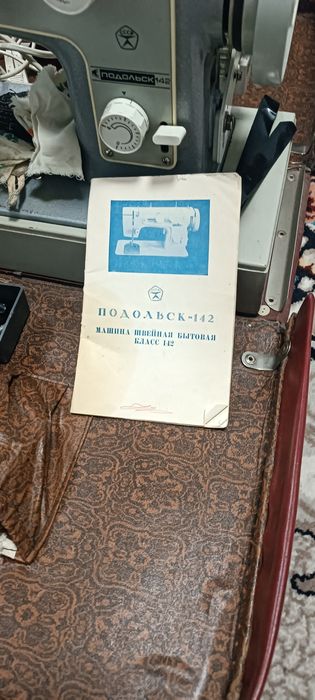 ПОДОЛЬСК 142
ПОДОЛЬСК-142
МАШИНА ШВЕЙНАЯ БЫТОВАЯ
КЛАСС 142